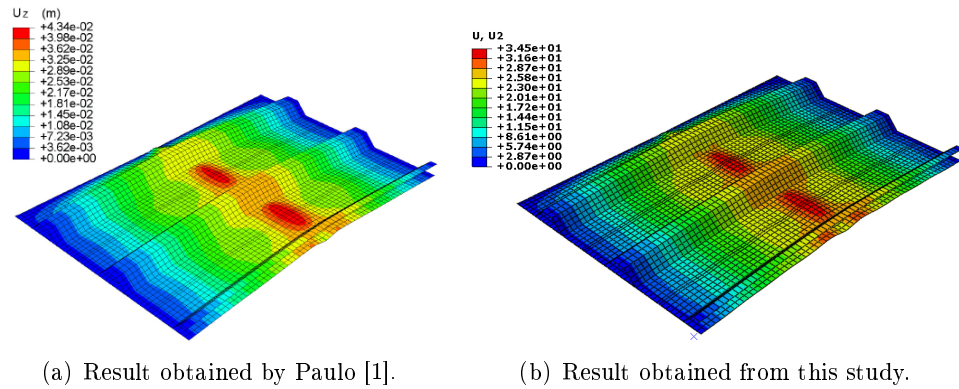 Uz (m)
+4.34e-02
+3.98e-02
+3.62e-02
+3.25e-02
+2.89e-02
+2.53e-02
+2.17e-02
+1.81e-02
+1.45e-02
+1.08e-02
+7.23e-03
+3.62e-03
+0.00e+00
U, U2
+3.45e+01
+3.16e+01
+2.87e+01
+2.58e+01
+2.30e+01
+2.01e+01
+1.72e+01
+1.44e+01
+1.15e+01
+8.61e+00
+5.74e+00
+2.87e+00
+0.00e+00
(a) Result obtained by Paulo [1].
(b) Result obtained from this study.